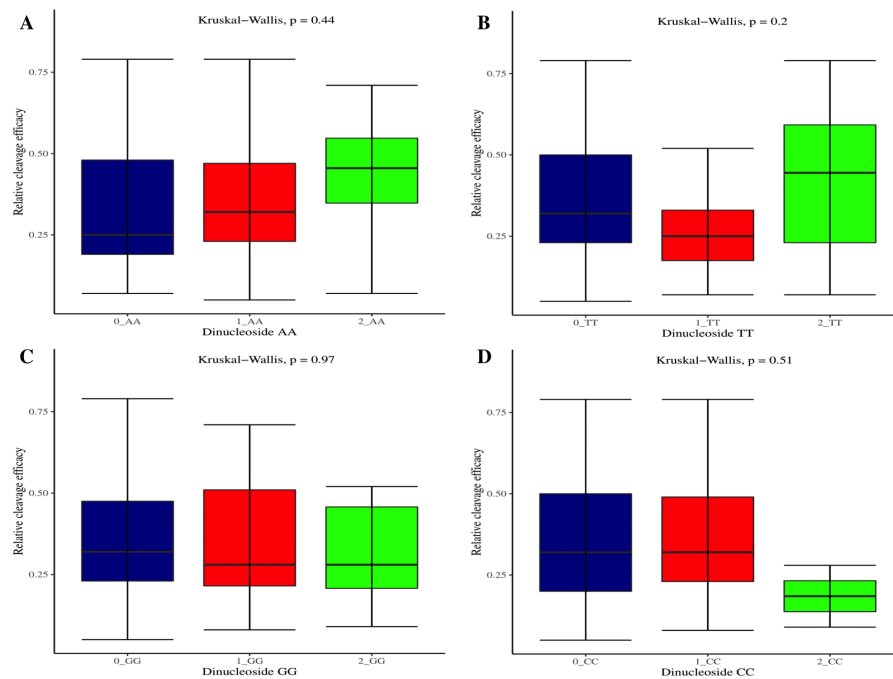 A
Kruskal−Wallis, p = 0.44
Relative cleavage efficacy
0.75
0.50
0.25
0_AA
1_AA
2_AA
Dinucleoside AA
B
Kruskal−Wallis, p = 0.2
Relative cleavage efficacy
0.75
0.50
0.25
0_TT
1_TT
2_TT
Dinucleoside TT
C
Kruskal−Wallis, p = 0.97
Relative cleavage efficacy
0.75
0.50
0.25
0_GG
1_GG
2_GG
Dinucleoside GG
D
Kruskal−Wallis, p = 0.51
Relative cleavage efficacy
0.75
0.50
0.25
0_CC
1_CC
2_CC
Dinucleoside CC